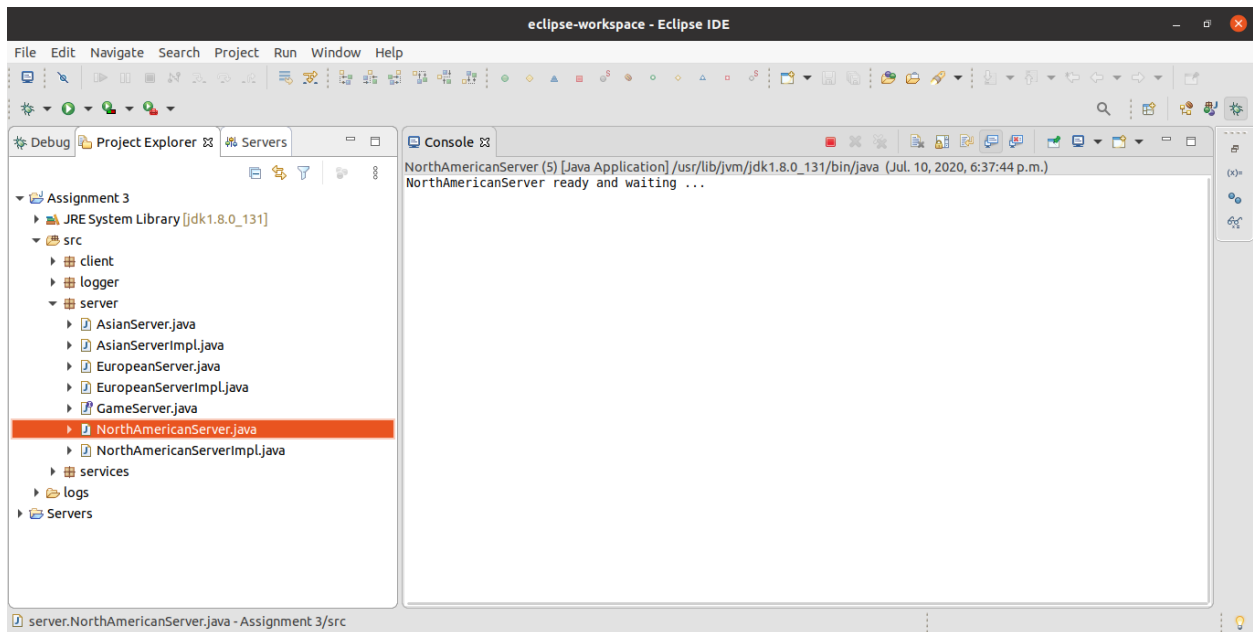 eclipse-workspace - Eclipse IDE
File Edit Navigate Search Project Run Window Help
Debug Project Explorer Servers
Console
NorthAmericanServer (5) [Java Application] /usr/lib/jvm/jdk1.8.0_131/bin/java (Jul. 10, 2020, 6:37:44 p.m.)
NorthAmericanServer ready and waiting ...
Assignment 3
JRE System Library [jdk1.8.0_131]
src
client
logger
server
AsianServer.java
AsianServerImpl.java
EuropeanServer.java
EuropeanServerImpl.java
GameServer.java
NorthAmericanServer.java
NorthAmericanServerImpl.java
services
logs
Servers
(x)=
server.NorthAmericanServer.java - Assignment 3/src